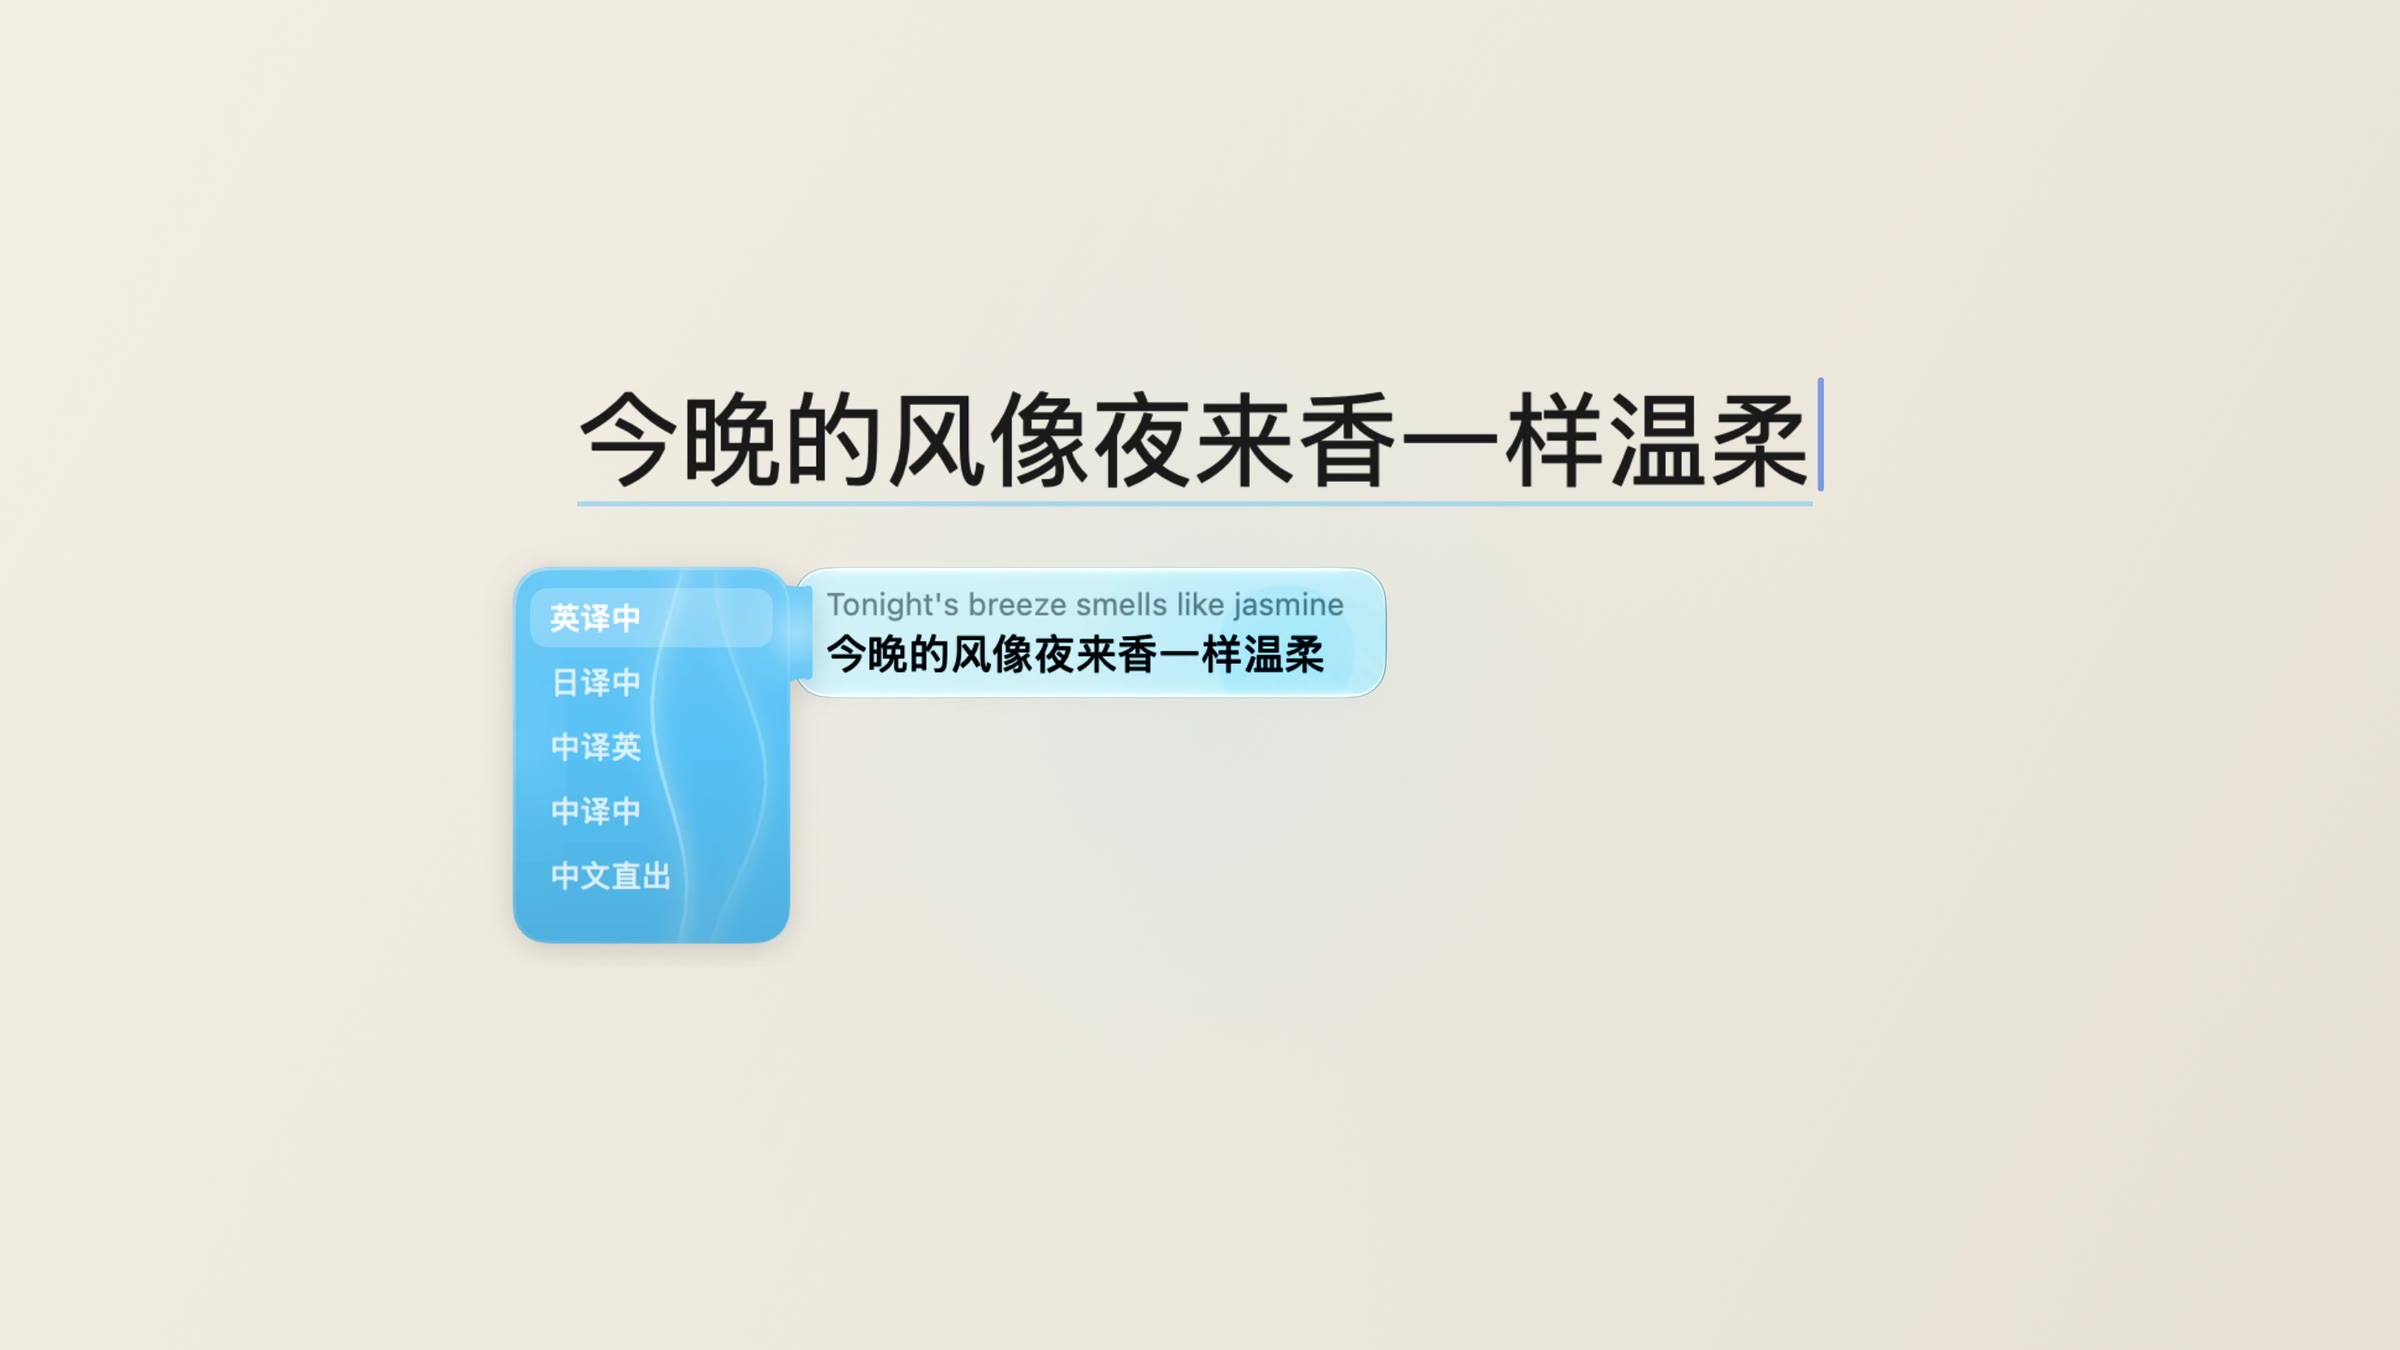 今晚的风像夜来香一样温柔
英译中
日译中
中译英
中译中
中文直出
Tonight's breeze smells like jasmine
今晚的风像夜来香一样温柔